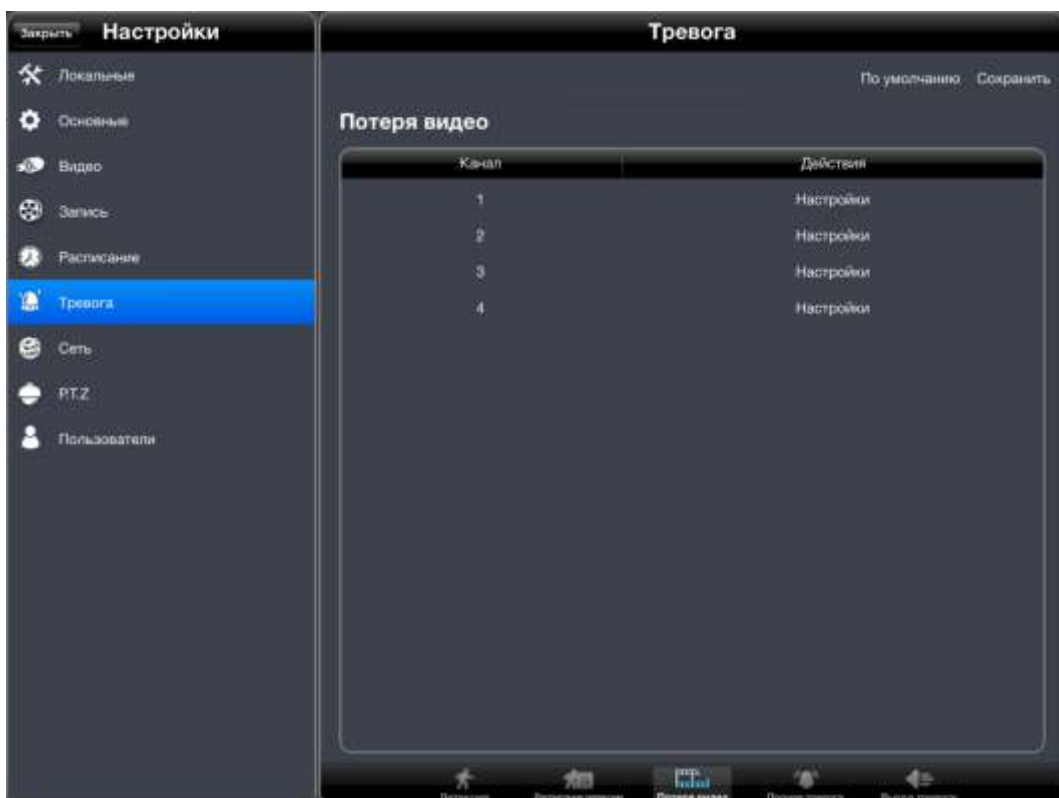 Закрыть Настройки
Тревога
Локальные
Основные
Видео
Запись
Расписание
Тревога
Сеть
P.T.Z
Пользователи
По умолчанию Сохранить
Потеря видео
Канал Действия
1 Настройки
2 Настройки
3 Настройки
4 Настройки
Потеря видео